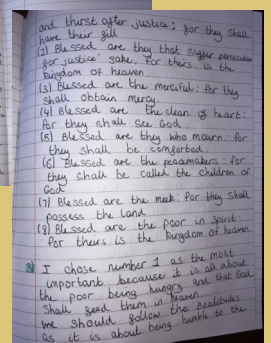 and thirst after justice: for they shall
have their fill
(2) Blessed are they that suffer persecution
for justice' sake, for theirs is the
kingdom of heaven.
(3) Blessed are the merciful: for they
shall obtain mercy.
(4) Blessed are the clean of heart:
for they shall see God
(5) Blessed are they who mourn: for
they shall be comforted.
(6) Blessed are the peacemakers: for
they shall be called the children of
God
(7) Blessed are the meek: for they shall
possess the land
(8) Blessed are the poor in spirit:
for theirs is the kingdom of heaven
I chose number 1 as the most
important because it is all about
the poor being hungry and that God
shall feed them in heaven.
We should follow the Beatitudes
as it is about being humble to the